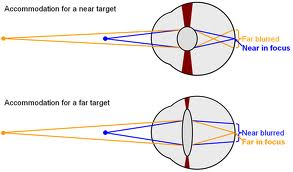 Accommodation for a near target
Far blurred
Near in focus
Accommodation for a far target
Near blurred
Far in focus